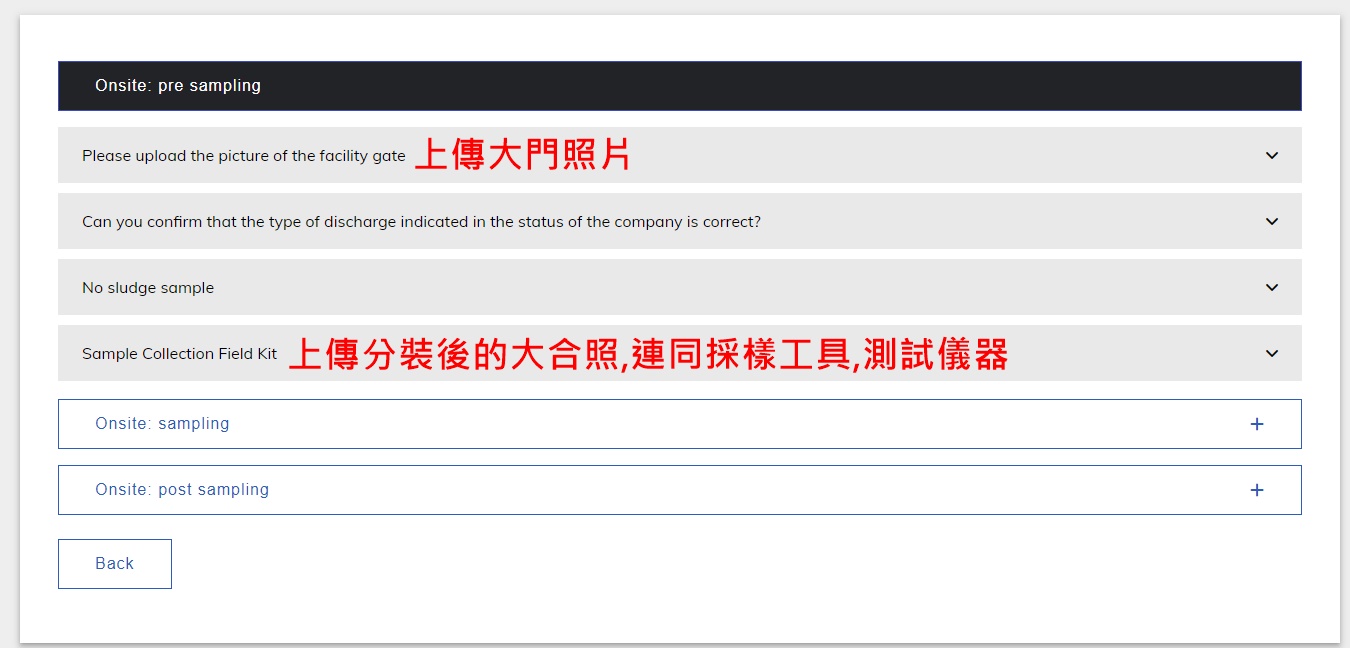 Onsite: pre sampling
Please upload the picture of the facility gate 上傳大門照片
Can you confirm that the type of discharge indicated in the status of the company is correct?
No sludge sample
Sample Collection Field Kit 上傳分裝後的大合照,連同採樣工具,測試儀器
Onsite: sampling
Onsite: post sampling
Back